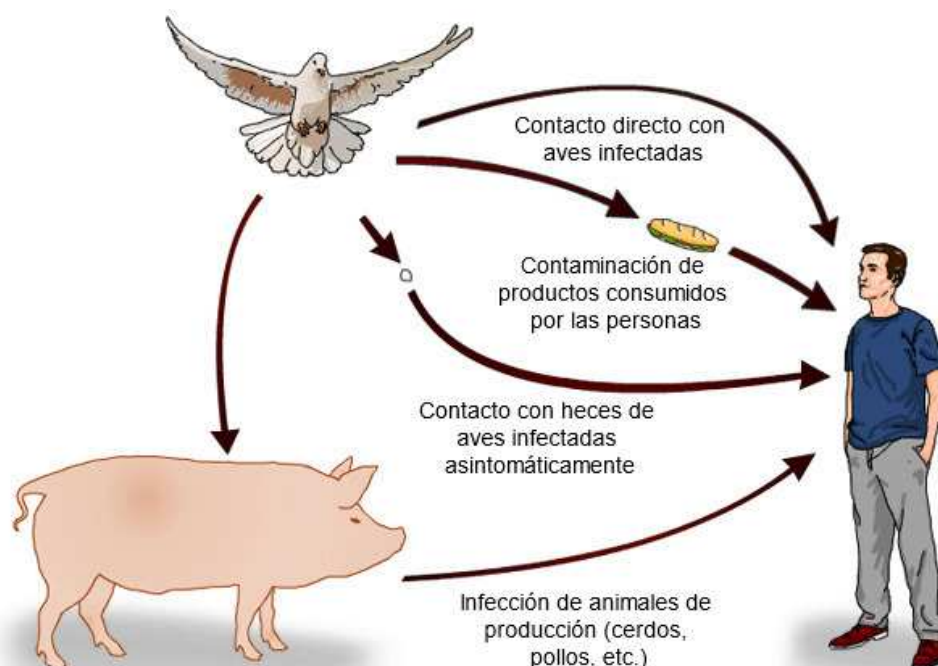 Contacto directo con
aves infectadas
Contaminación de
productos consumidos
por las personas
Contacto con heces de
aves infectadas
asintomáticamente
Infección de animales de
producción (cerdos,
pollos, etc.)